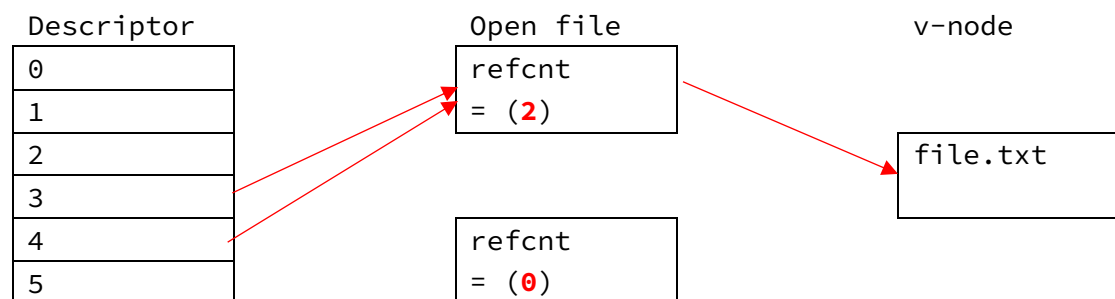 Descriptor Open file v-node
0
1
2
3
4
5
refcnt
= (2)
refcnt
= (0)
file.txt